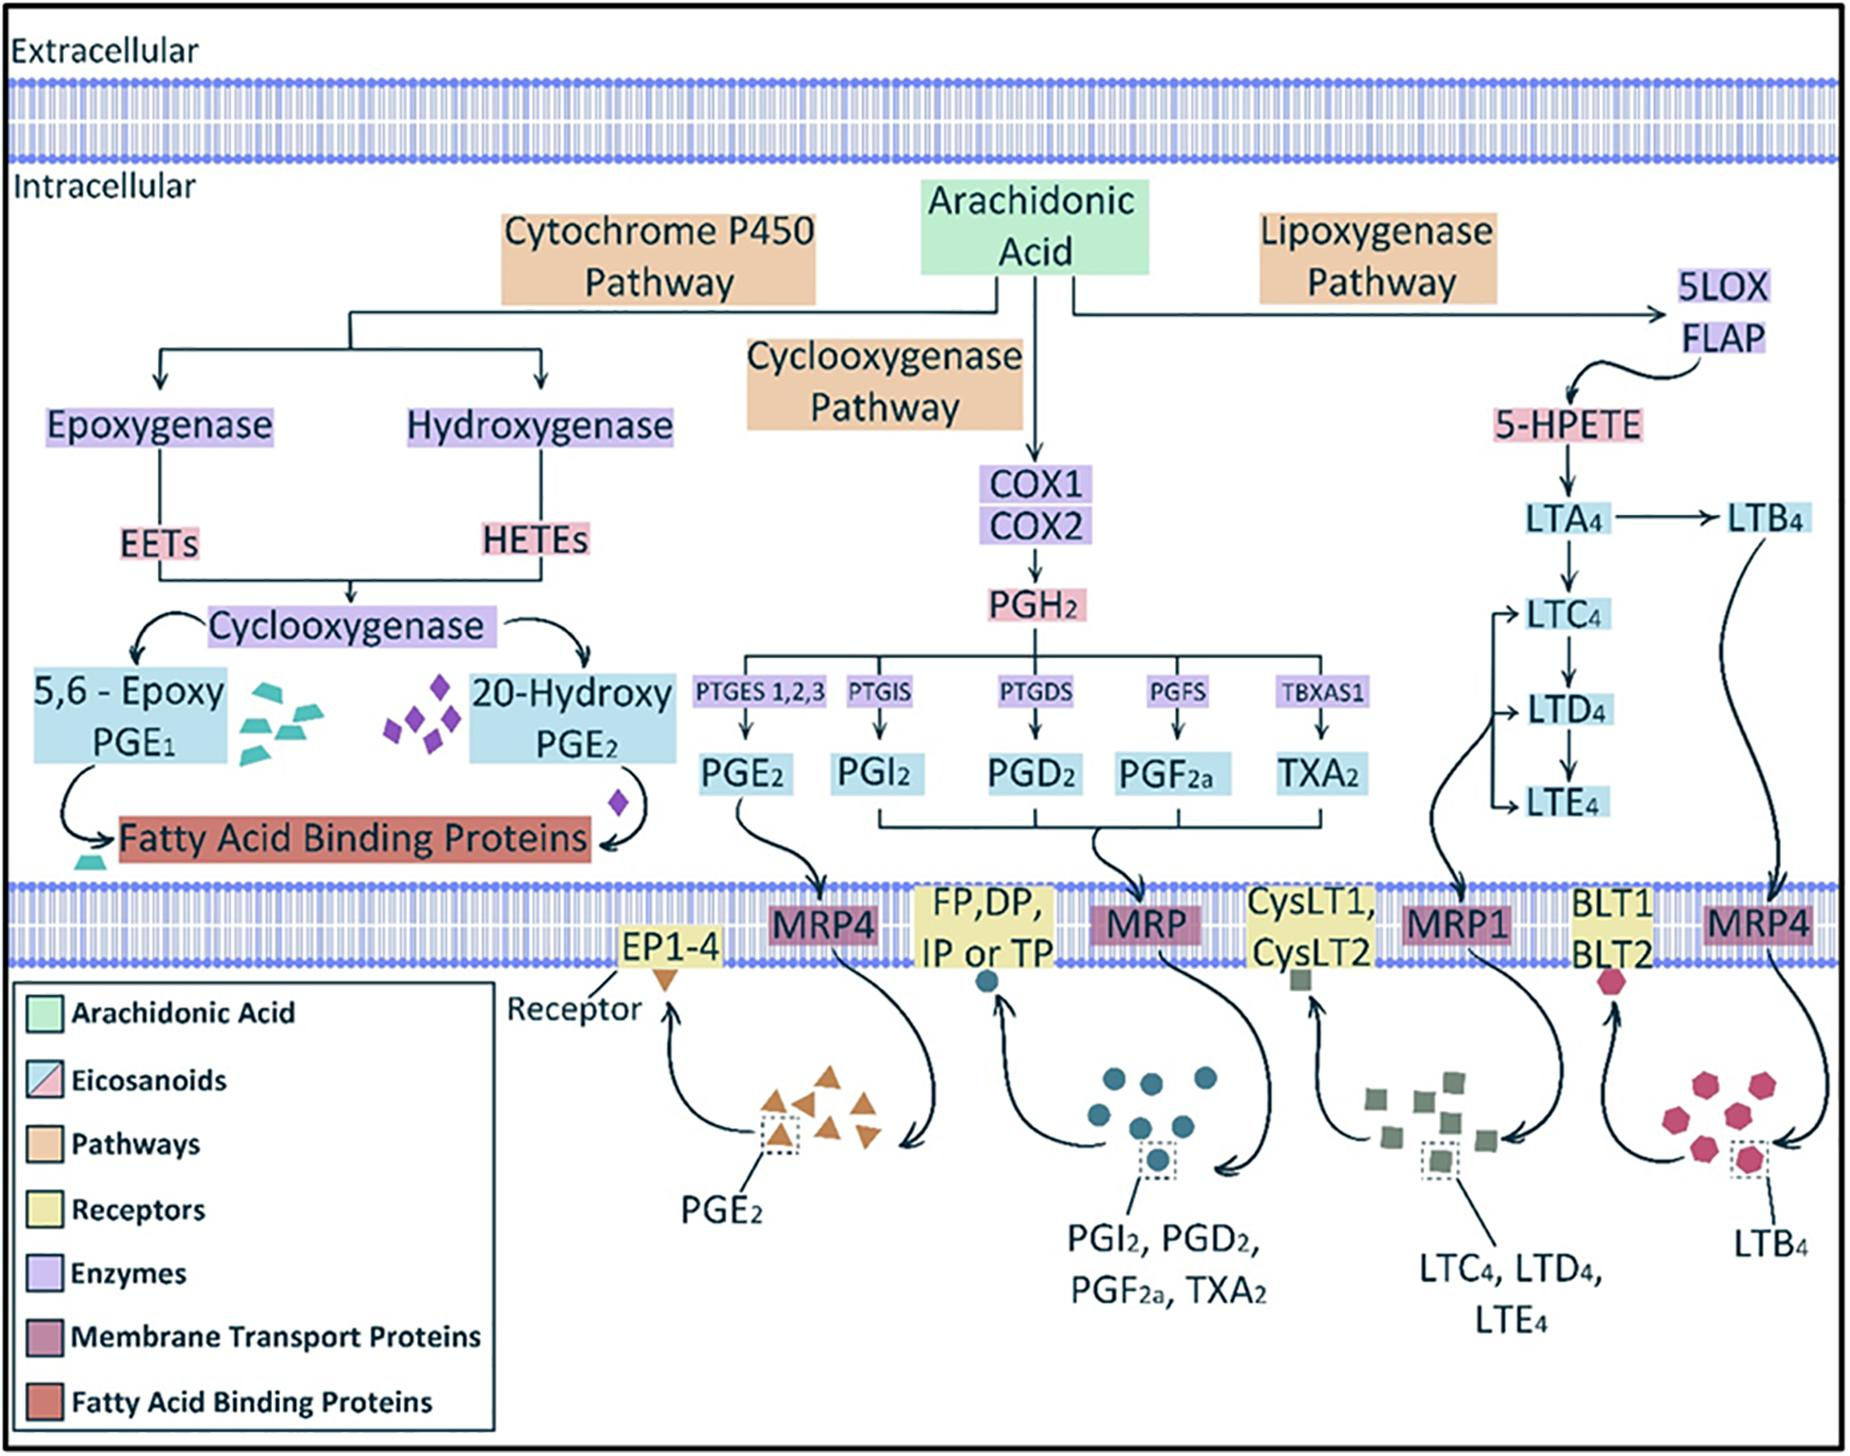 Extracellular
Intracellular
Arachidonic
Acid
Cytochrome P450
Pathway
Lipoxygenase
Pathway
5LOX
FLAP
Cyclooxygenase
Pathway
Epoxygenase
Hydroxygenase
5-HPETE
COX1
COX2
EETs
HETEs
LTA4
LTB4
PGH2
LTC4
Cyclooxygenase
5,6 - Epoxy
PGE1
20-Hydroxy
PGE2
PTGES 1,2,3
PTGIS
PTGDS
PGFS
TBXAS1
LTD4
PGE2
PGI2
PGD2
PGF2a
TXA2
LTE4
Fatty Acid Binding Proteins
EP1-4
MRP4
FP,DP,
IP or TP
MRP
CysLT1,
CysLT2
MRP1
BLT1
BLT2
MRP4
Receptor
PGE2
PGI2, PGD2,
PGF2a, TXA2
LTC4, LTD4,
LTE4
LTB4
Arachidonic Acid
Eicosanoids
Pathways
Receptors
Enzymes
Membrane Transport Proteins
Fatty Acid Binding Proteins